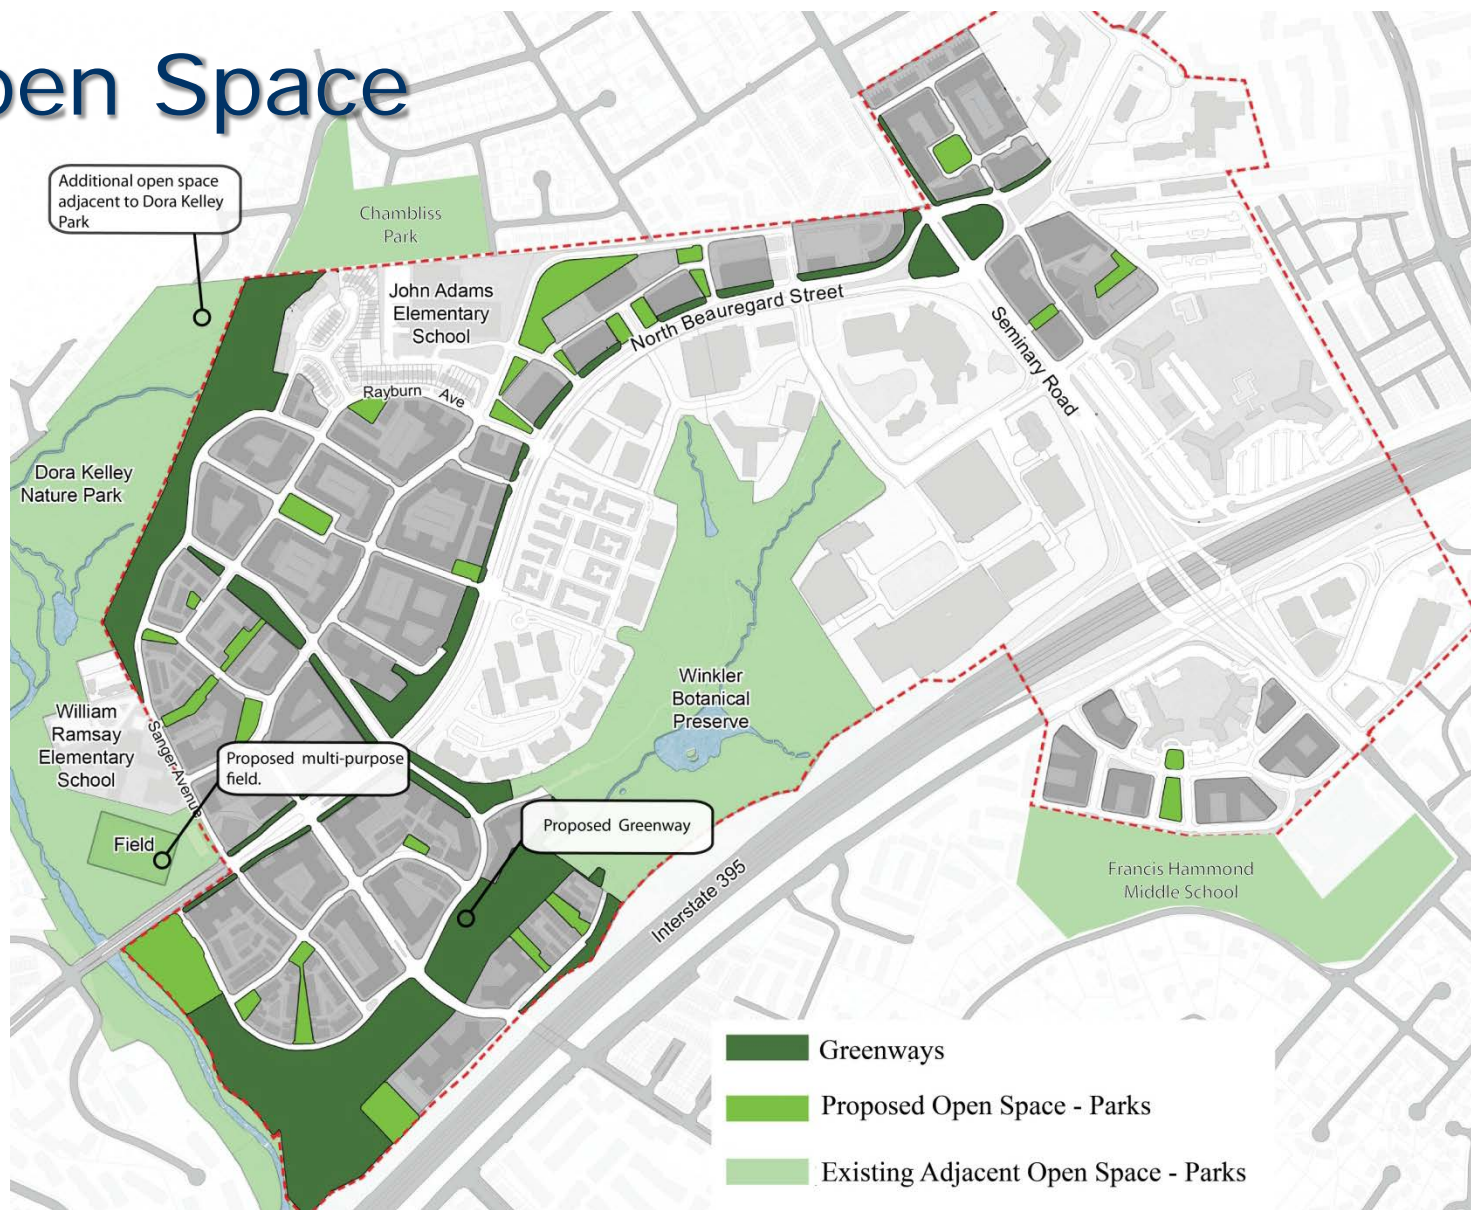 pen Space
Additional open space
adjacent to Dora Kelley
Park
Chambliss
Park
John Adams
Elementary
School
North Beauregard Street
Seminary Road
Rayburn Ave
Dora Kelley
Nature Park
William
Ramsay
Elementary
School
Sanger Avenue
Winkler
Botanical
Preserve
Proposed multi-purpose
field.
Field
Proposed Greenway
Interstate 395
Francis Hammond
Middle School
Greenways
Proposed Open Space - Parks
Existing Adjacent Open Space - Parks